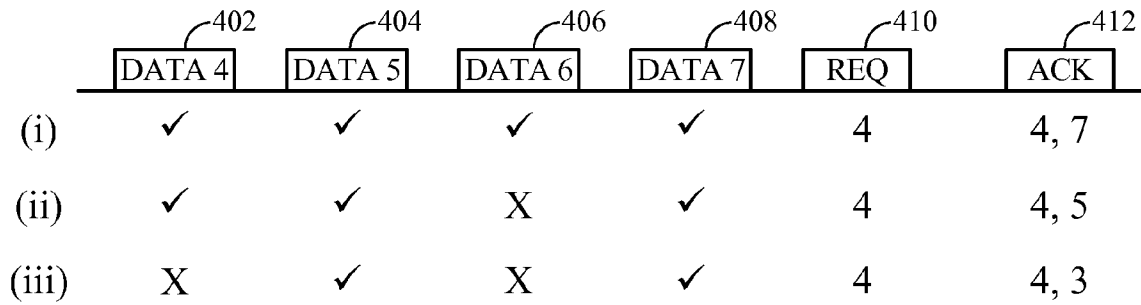 402 404 406 408 410 412
DATA 4 DATA 5 DATA 6 DATA 7 REQ ACK
(i) ✓ ✓ ✓ ✓ 4 4, 7
(ii) ✓ ✓ X ✓ 4 4, 5
(iii) X ✓ X ✓ 4 4, 3